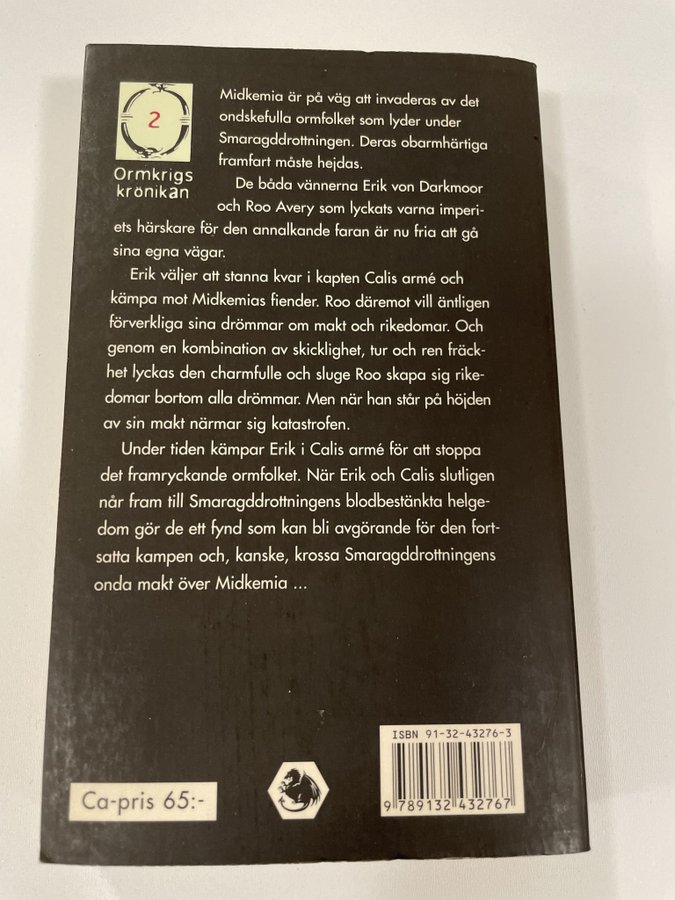 2
Ormkrigs
krönikan
Midkemia är på väg att invaderas av det
ondskefulla ormfolket som lyder under
Smaragddrottningen. Deras obarmhärtiga
framfart måste hejdas.
De båda vännerna Erik von Darkmoor
och Roo Avery som lyckats varna imperi-
ets härskare för den annalkande faran är nu fria att gå
sina egna vägar.
Erik väljer att stanna kvar i kapten Calis armé och
kämpa mot Midkemias fiender. Roo däremot vill äntligen
förverkliga sina drömmar om makt och rikedomar. Och
genom en kombination av skicklighet, tur och ren fräck-
het lyckas den charmfulle och sluge Roo skapa sig rike-
domar bortom alla drömmar. Men när han står på höjden
av sin makt närmar sig katastrofen.
Under tiden kämpar Erik i Calis armé för att stoppa
det framryckande ormfolket. När Erik och Calis slutligen
når fram till Smaragddrottningens blodbestänkta helge-
dom gör de ett fynd som kan bli avgörande för den fort-
satta kampen och, kanske, krossa Smaragddrottningens
onda makt över Midkemia ...
Ca-pris 65:-
ISBN 91-32-43276-3
9 789132 432767